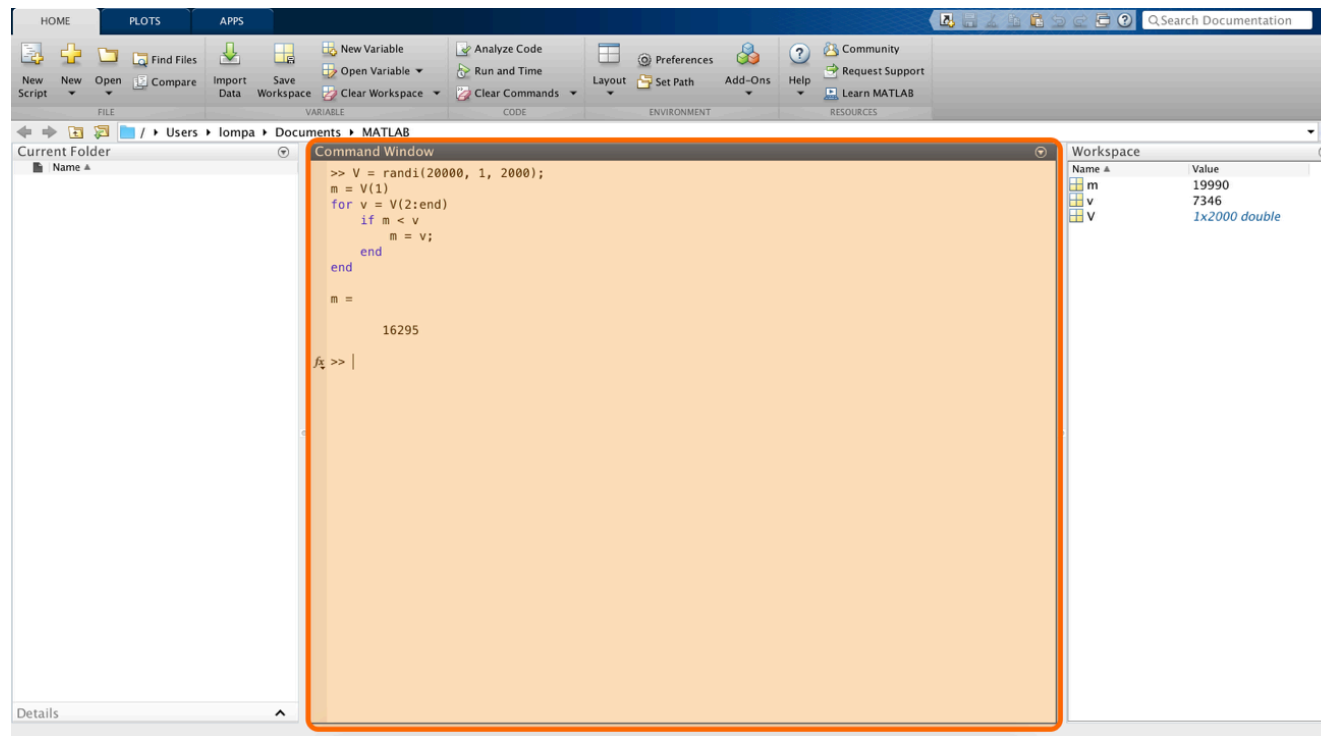 HOME PLOTS APPS
Search Documentation
New Script
New
Open
Find Files
Compare
FILE
Import Data
Save Workspace
New Variable
Open Variable
Clear Workspace
VARIABLE
Analyze Code
Run and Time
Clear Commands
CODE
Layout
Preferences
Set Path
Add-Ons
ENVIRONMENT
? Help
Community
Request Support
Learn MATLAB
RESOURCES
/ ▸ Users ▸ lompa ▸ Documents ▸ MATLAB
Current Folder
Name ▲
Details
Command Window
>> V = randi(20000, 1, 2000);
m = V(1)
for v = V(2:end)
    if m < v
        m = v;
    end
end
m =
16295
fx >>
Workspace
Name ▲ Value
m 19990
v 7346
V 1x2000 double